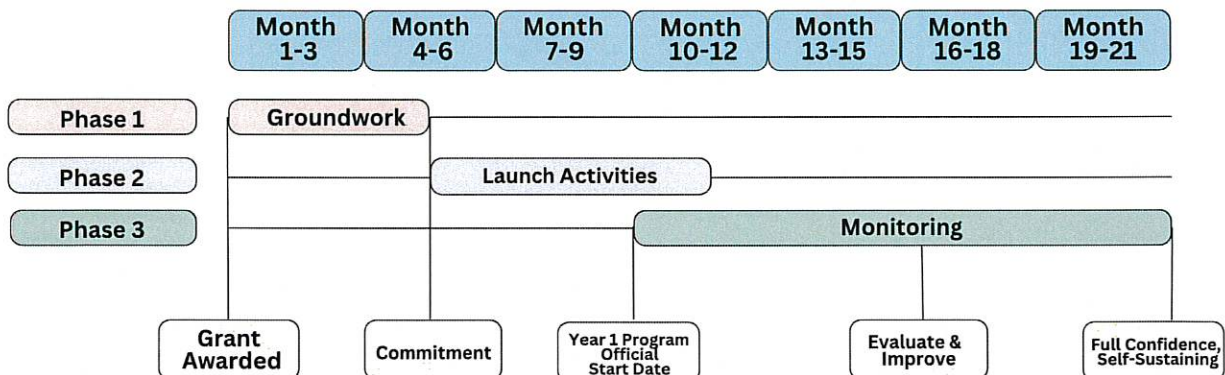 Month
1-3
Month
4-6
Month
7-9
Month
10-12
Month
13-15
Month
16-18
Month
19-21
Phase 1
Groundwork
Phase 2
Launch Activities
Phase 3
Monitoring
Grant
Awarded
Commitment
Year 1 Program
Official
Start Date
Evaluate &
Improve
Full Confidence,
Self-Sustaining